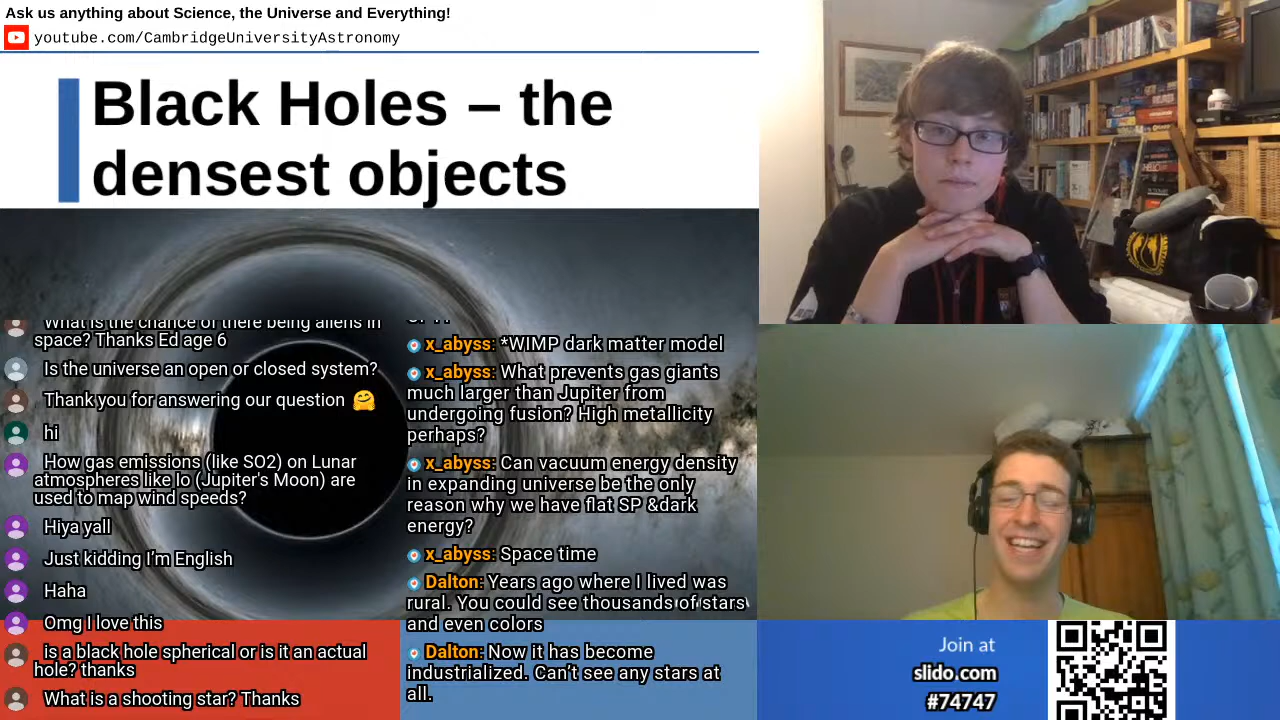 Ask us anything about Science, the Universe and Everything!
youtube.com/CambridgeUniversityAstronomy
Black Holes – the
densest objects
What is the chance of there being aliens in
space? Thanks Ed age 6
Is the universe an open or closed system?
Thank you for answering our question 🤗
hi
How gas emissions (like SO2) on Lunar
atmospheres like Io (Jupiter's Moon) are
used to map wind speeds?
Hiya yall
Just kidding I'm English
Haha
Omg I love this
is a black hole spherical or is it an actual
hole? thanks
What is a shooting star? Thanks
x_abyss: *WIMP dark matter model
x_abyss: What prevents gas giants
much larger than Jupiter from
undergoing fusion? High metallicity
perhaps?
x_abyss: Can vacuum energy density
in expanding universe be the only
reason why we have flat SP &dark
energy?
x_abyss: Space time
Dalton: Years ago where I lived was
rural. You could see thousands of stars
and even colors
Dalton: Now it has become
industrialized. Can't see any stars at
all.
Join at
slido.com
#74747